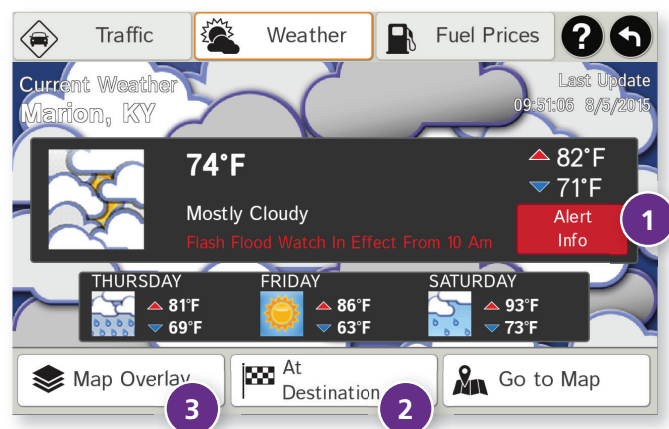 Traffic
Weather
Fuel Prices
?
Current Weather
Last Update
Marion, KY
09:51:06 8/5/2015
74°F
82°F
71°F
Mostly Cloudy
Alert
Info
1
Flash Flood Watch In Effect From 10 Am
THURSDAY
FRIDAY
SATURDAY
81°F
86°F
93°F
69°F
63°F
73°F
Map Overlay
At
Destination
Go to Map
3
2